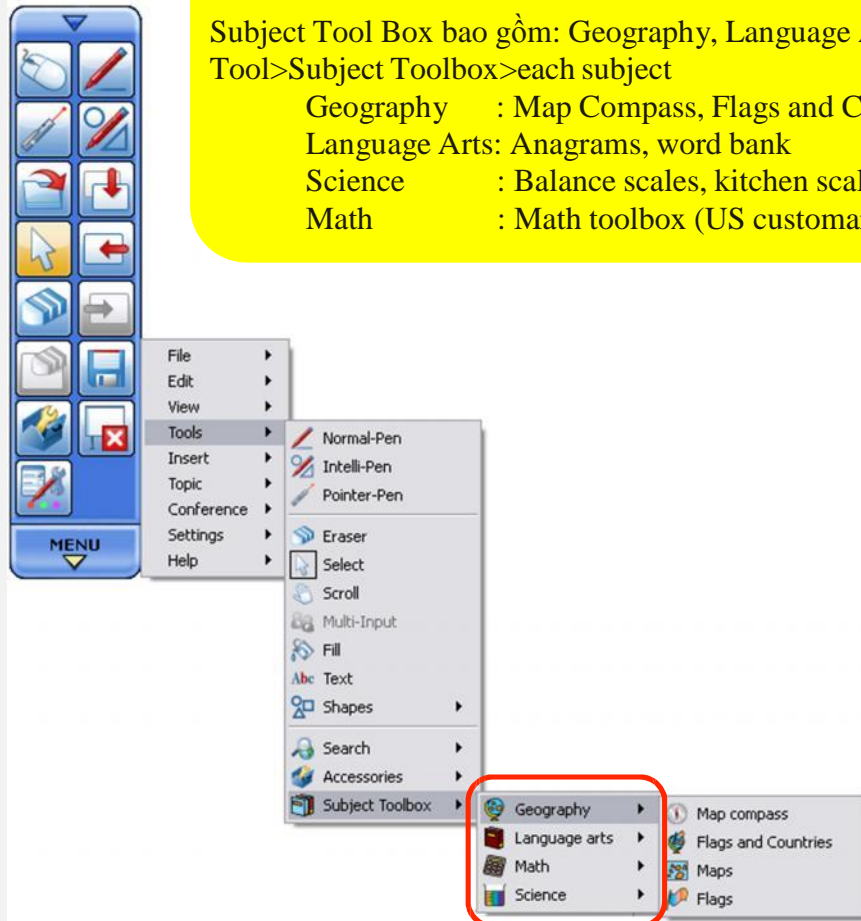 Subject Tool Box bao gồm: Geography, Language
Tool>Subject Toolbox>each subject
Geography : Map Compass, Flags and C
Language Arts: Anagrams, word bank
Science : Balance scales, kitchen scal
Math : Math toolbox (US customa
File
Edit
View
Tools
Insert
Topic
Conference
Settings
Help
MENU
Normal-Pen
Intelli-Pen
Pointer-Pen
Eraser
Select
Scroll
Multi-Input
Fill
Abc Text
Shapes
Search
Accessories
Subject Toolbox
Geography
Language arts
Math
Science
Map compass
Flags and Countries
Maps
Flags